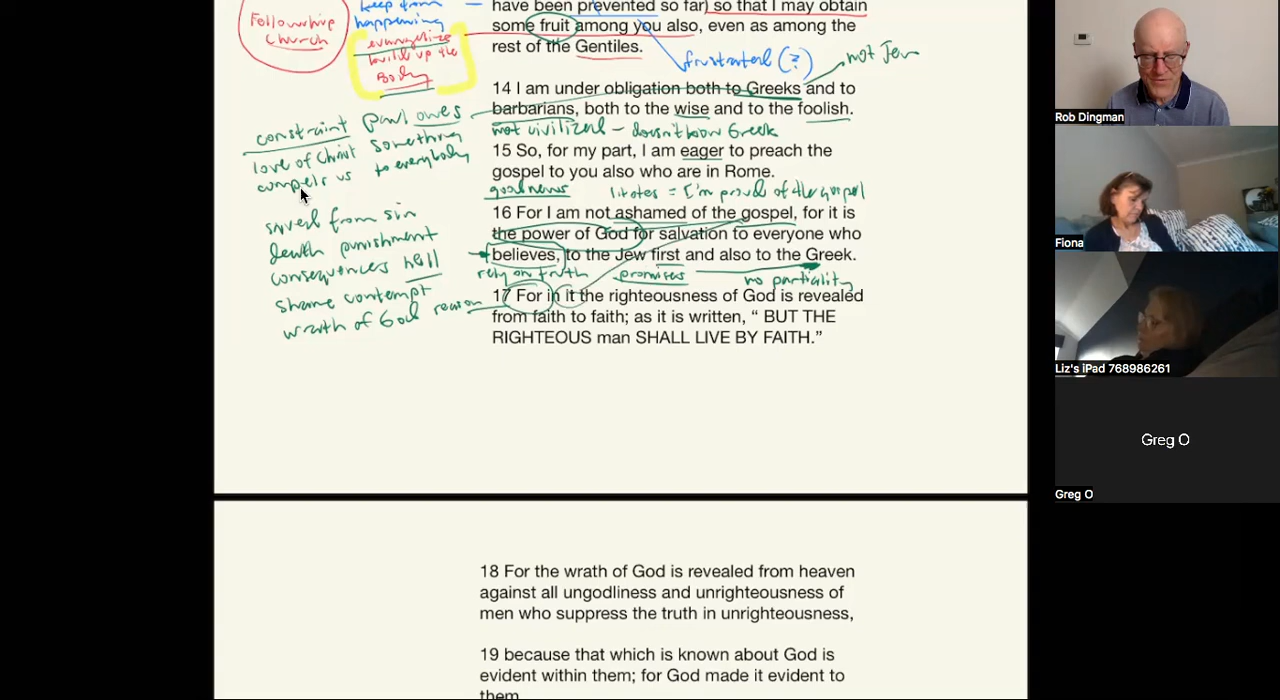 Fellowship
Church
keep from
happening
evangelize
build up the
Body
have been prevented so far) so that I may obtain
some fruit among you also, even as among the
rest of the Gentiles.
frustrated (?)
not Jew
14 I am under obligation both to Greeks and to
barbarians, both to the wise and to the foolish.
not civilized - doesn't know Greek
constraint
love of Christ
compels us
Paul owes
something
to everybody
15 So, for my part, I am eager to preach the
gospel to you also who are in Rome.
good news
litotes = I'm proud of the gospel
16 For I am not ashamed of the gospel, for it is
the power of God for salvation to everyone who
believes, to the Jew first and also to the Greek.
rely on truth promises no partiality
saved from sin
death punishment
consequences hell
shame contempt
wrath of God
reason
17 For in it the righteousness of God is revealed
from faith to faith; as it is written, “ BUT THE
RIGHTEOUS man SHALL LIVE BY FAITH.”
18 For the wrath of God is revealed from heaven
against all ungodliness and unrighteousness of
men who suppress the truth in unrighteousness,
19 because that which is known about God is
evident within them; for God made it evident to
them.
Rob Dingman
Fiona
Liz's iPad 768986261
Greg O
Greg O